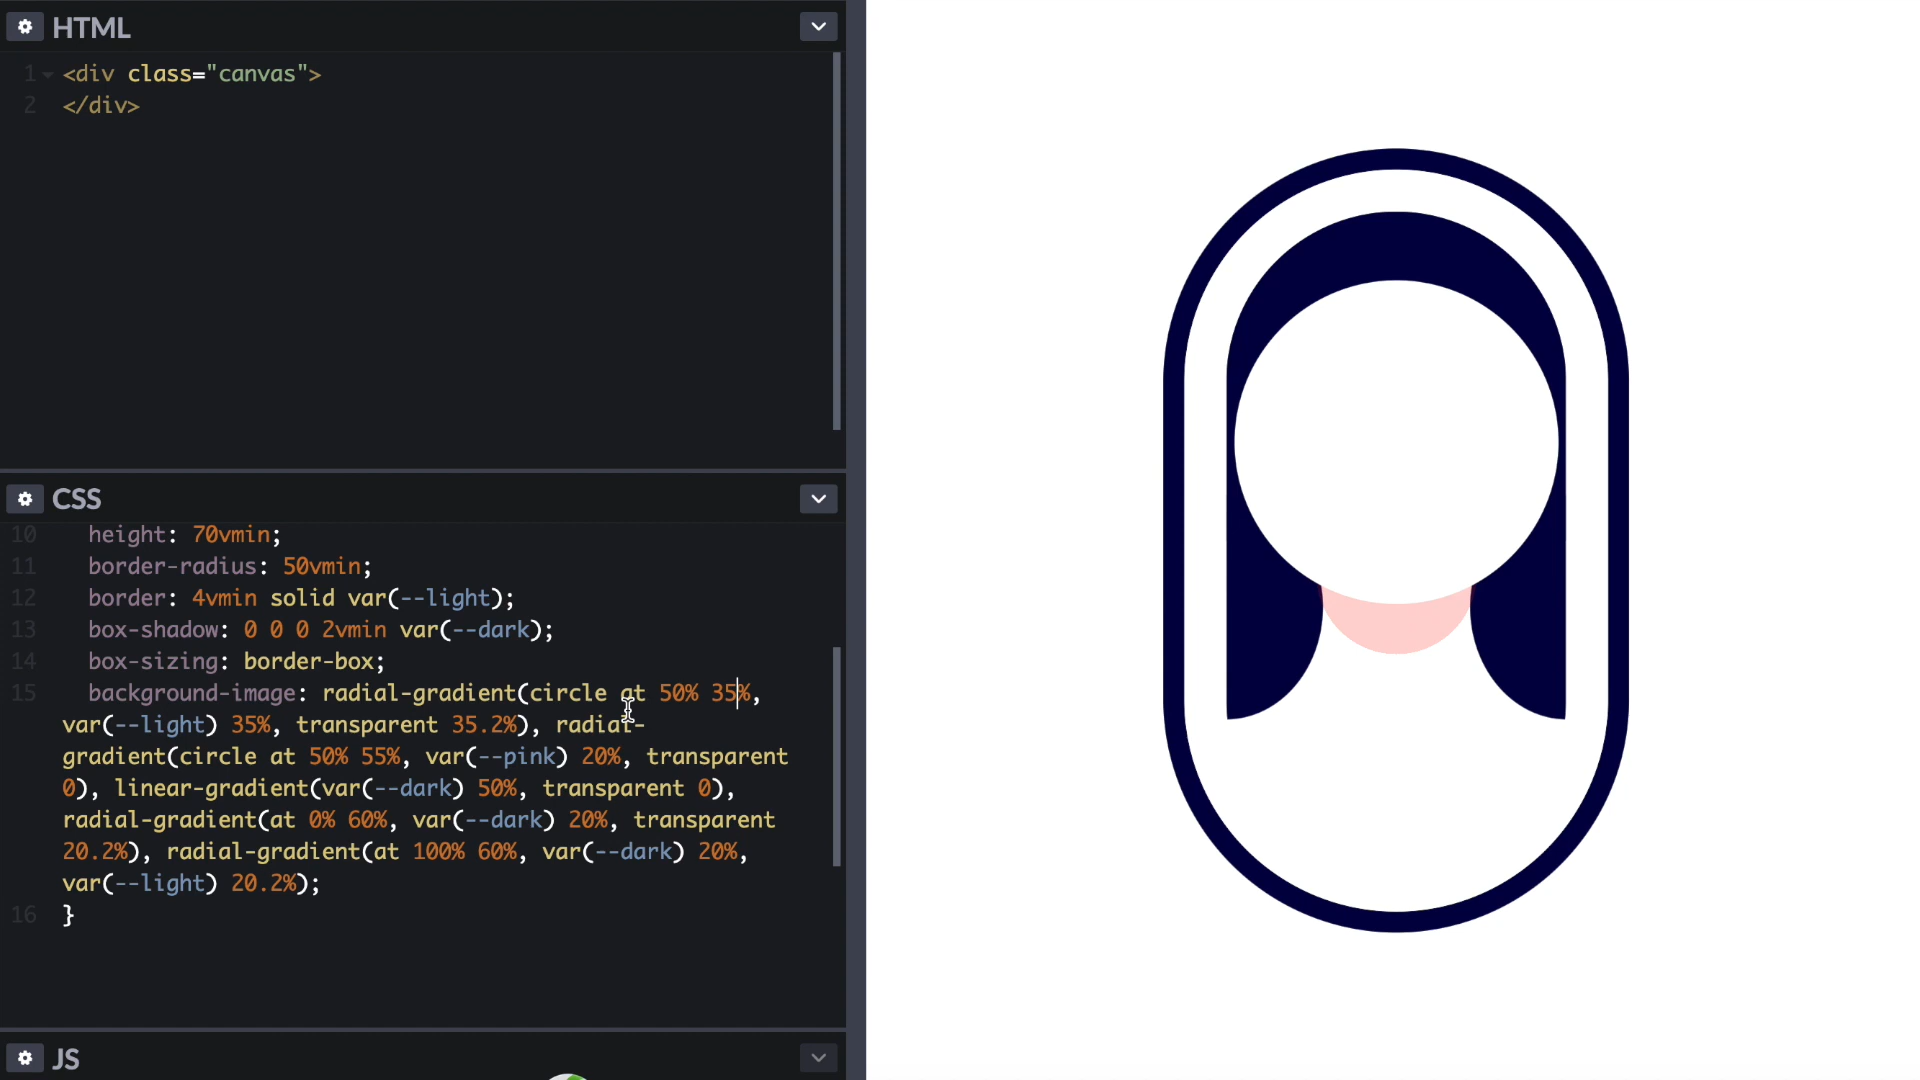 HTML
1 <div class="canvas">
2 </div>
CSS
10 height: 70vmin;
11 border-radius: 50vmin;
12 border: 4vmin solid var(--light);
13 box-shadow: 0 0 0 2vmin var(--dark);
14 box-sizing: border-box;
15 background-image: radial-gradient(circle at 50% 35%,
var(--light) 35%, transparent 35.2%), radial-
gradient(circle at 50% 55%, var(--pink) 20%, transparent
0), linear-gradient(var(--dark) 50%, transparent 0),
radial-gradient(at 0% 60%, var(--dark) 20%, transparent
20.2%), radial-gradient(at 100% 60%, var(--dark) 20%,
var(--light) 20.2%);
16 }
JS